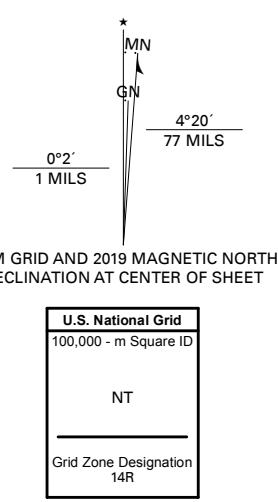 ★
MN
GN
4°20´
77 MILS
0°2´
1 MILS
GRID AND 2019 MAGNETIC NORTH
AT CENTER OF SHEET
U.S. National Grid
100,000 - m Square ID
NT
Grid Zone Designation
14R